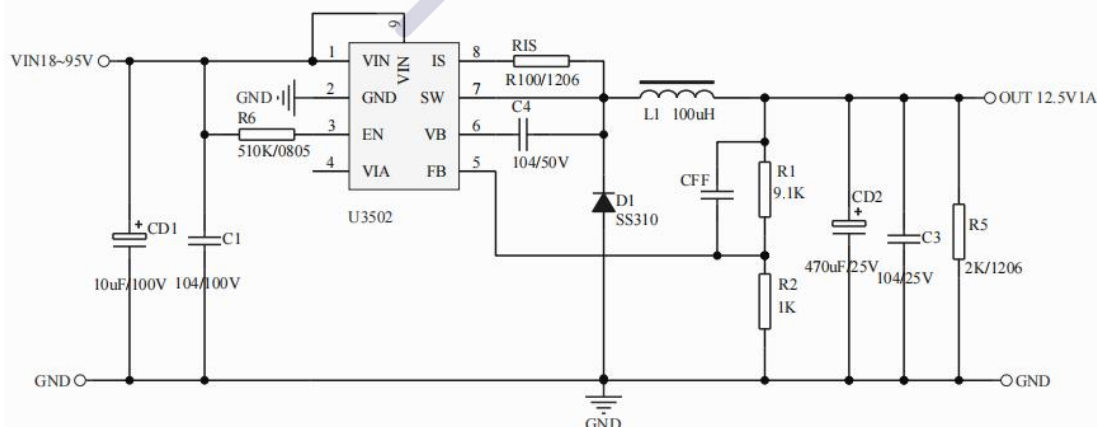 9
VIN18~95V
1
VIN
VIN
IS
8
RIS
R100/1206
GND
2
GND
SW
7
C4
L1 100uH
OUT 12.5V1A
R6
510K/0805
3
EN
VB
6
104/50V
4
VIA
FB
5
U3502
CFF
R1
9.1K
D1
SS310
+
CD1
10uF/100V
C1
104/100V
CD2
+
470uF/25V
C3
104/25V
R5
2K/1206
R2
1K
GND
GND
GND